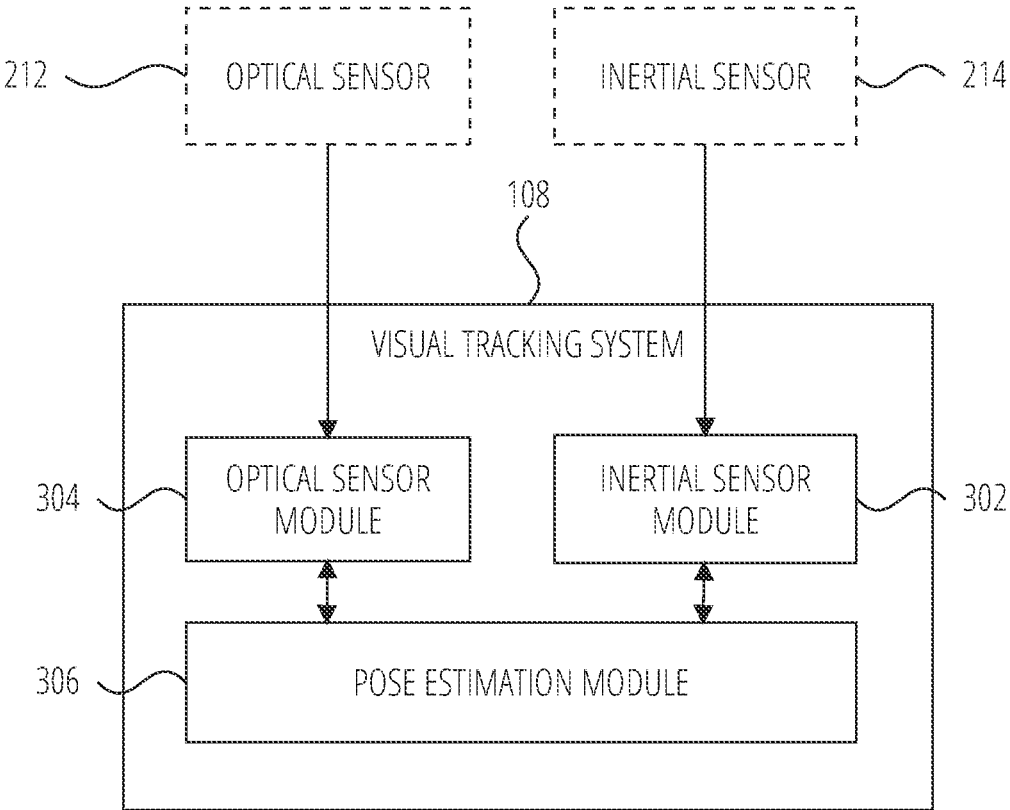 212
OPTICAL SENSOR
INERTIAL SENSOR
214
108
VISUAL TRACKING SYSTEM
304
OPTICAL SENSOR
MODULE
INERTIAL SENSOR
MODULE
302
306
POSE ESTIMATION MODULE